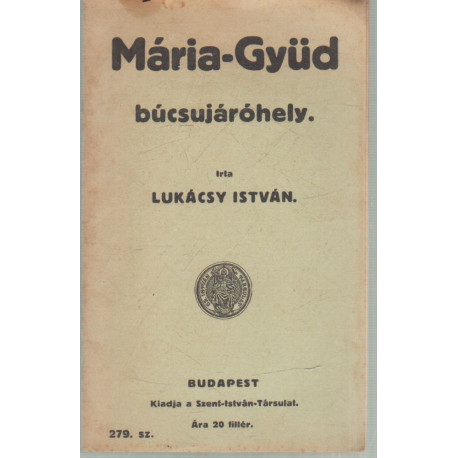 Mária-Gyüd
búcsujáróhely.
Irta
LUKÁCSY ISTVÁN.
BUDAPEST
Kiadja a Szent-István-Társulat.
Ára 20 fillér.
279. sz.